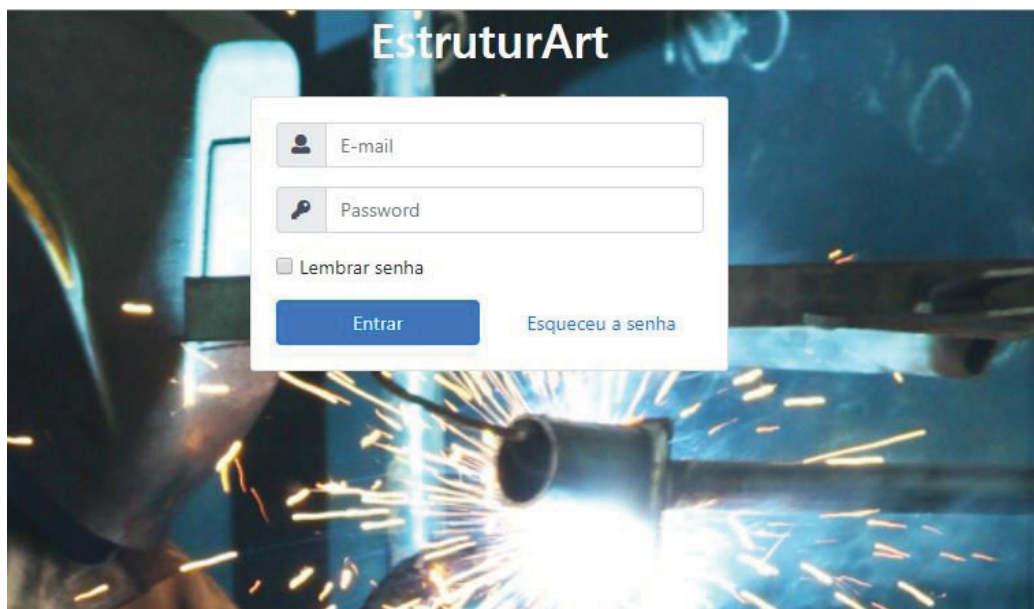 EstruturArt
E-mail
Password
Lembrar senha
Entrar
Esqueceu a senha